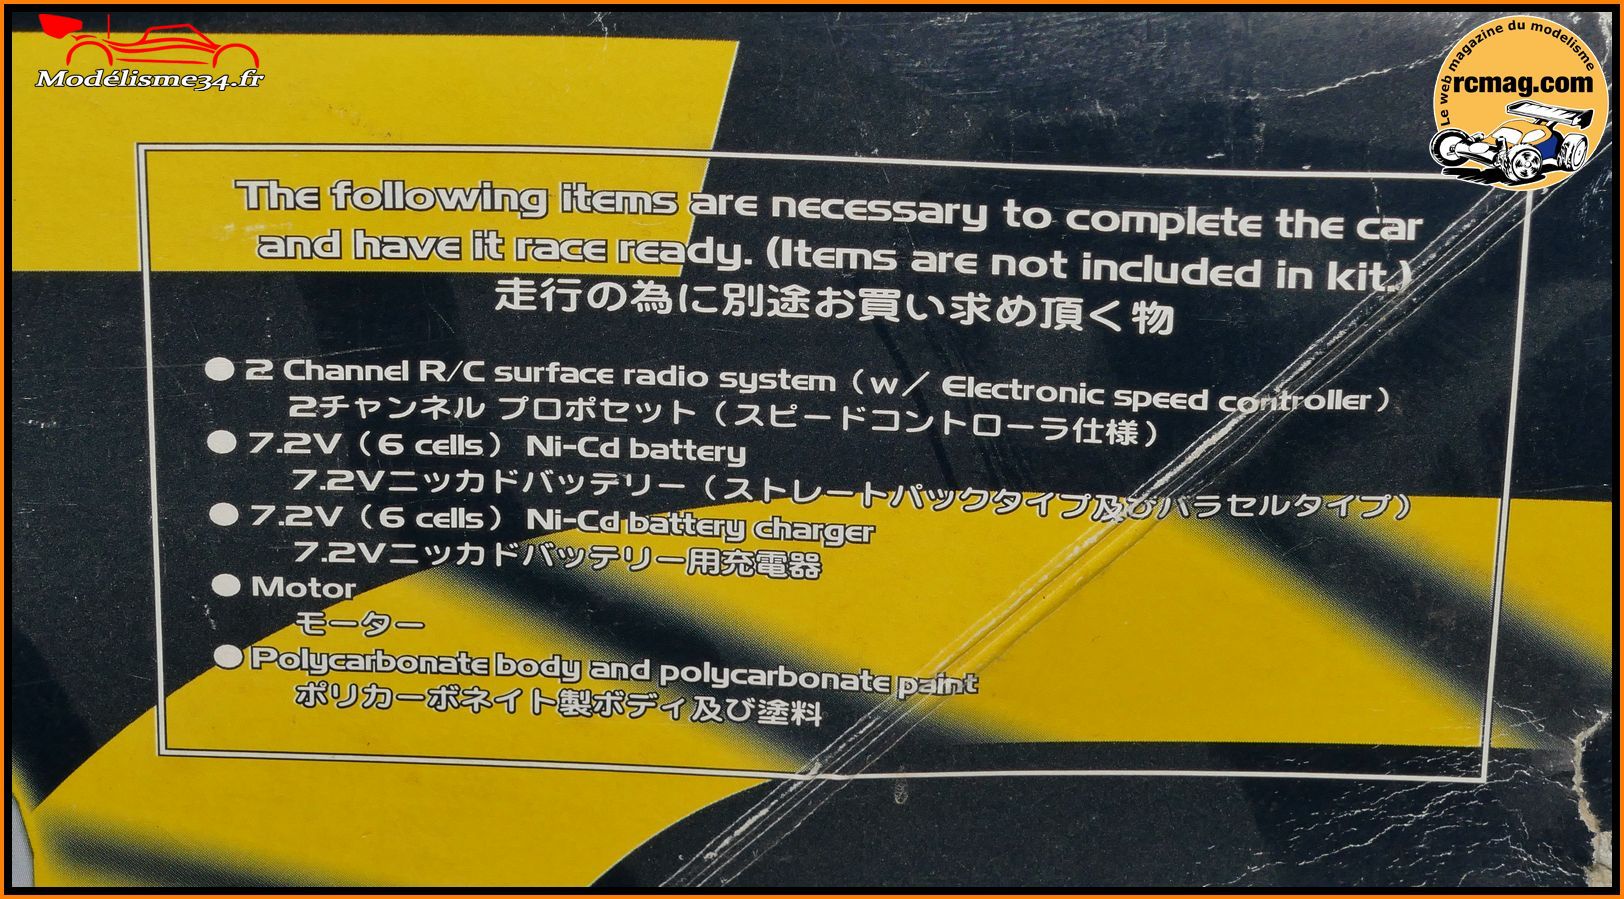 Modélisme34.fr
Le web magazine du modelisme
rcmag.com
The following items are necessary to complete the car
and have it race ready. (Items are not included in kit.)
走行の為に別途お買い求め頂く物
● 2 Channel R/C surface radio system（w／ Electronic speed controller）
2チャンネル プロポセット（スピードコントローラ仕様）
● 7.2V（6 cells） Ni-Cd battery
7.2Vニッカドバッテリー（ストレートパックタイプ及びパラセルタイプ）
● 7.2V（6 cells） Ni-Cd battery charger
7.2Vニッカドバッテリー用充電器
● Motor
モーター
● Polycarbonate body and polycarbonate paint
ポリカーボネイト製ボディ及び塗料